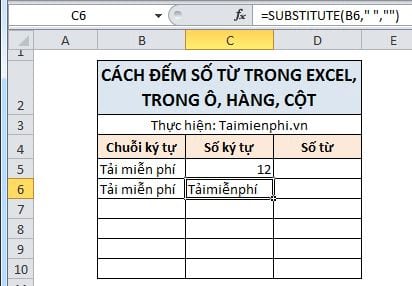 C6
fx
=SUBSTITUTE(B6," ","")
A B C D E
1
2
CÁCH ĐẾM SỐ TỪ TRONG EXCEL,
TRONG Ô, HÀNG, CỘT
3 Thực hiện: Taimienphi.vn
4 Chuỗi ký tự Số ký tự Số từ
5 Tải miễn phí 12
6 Tải miễn phí Tảimiễnphí
7
8
9
10